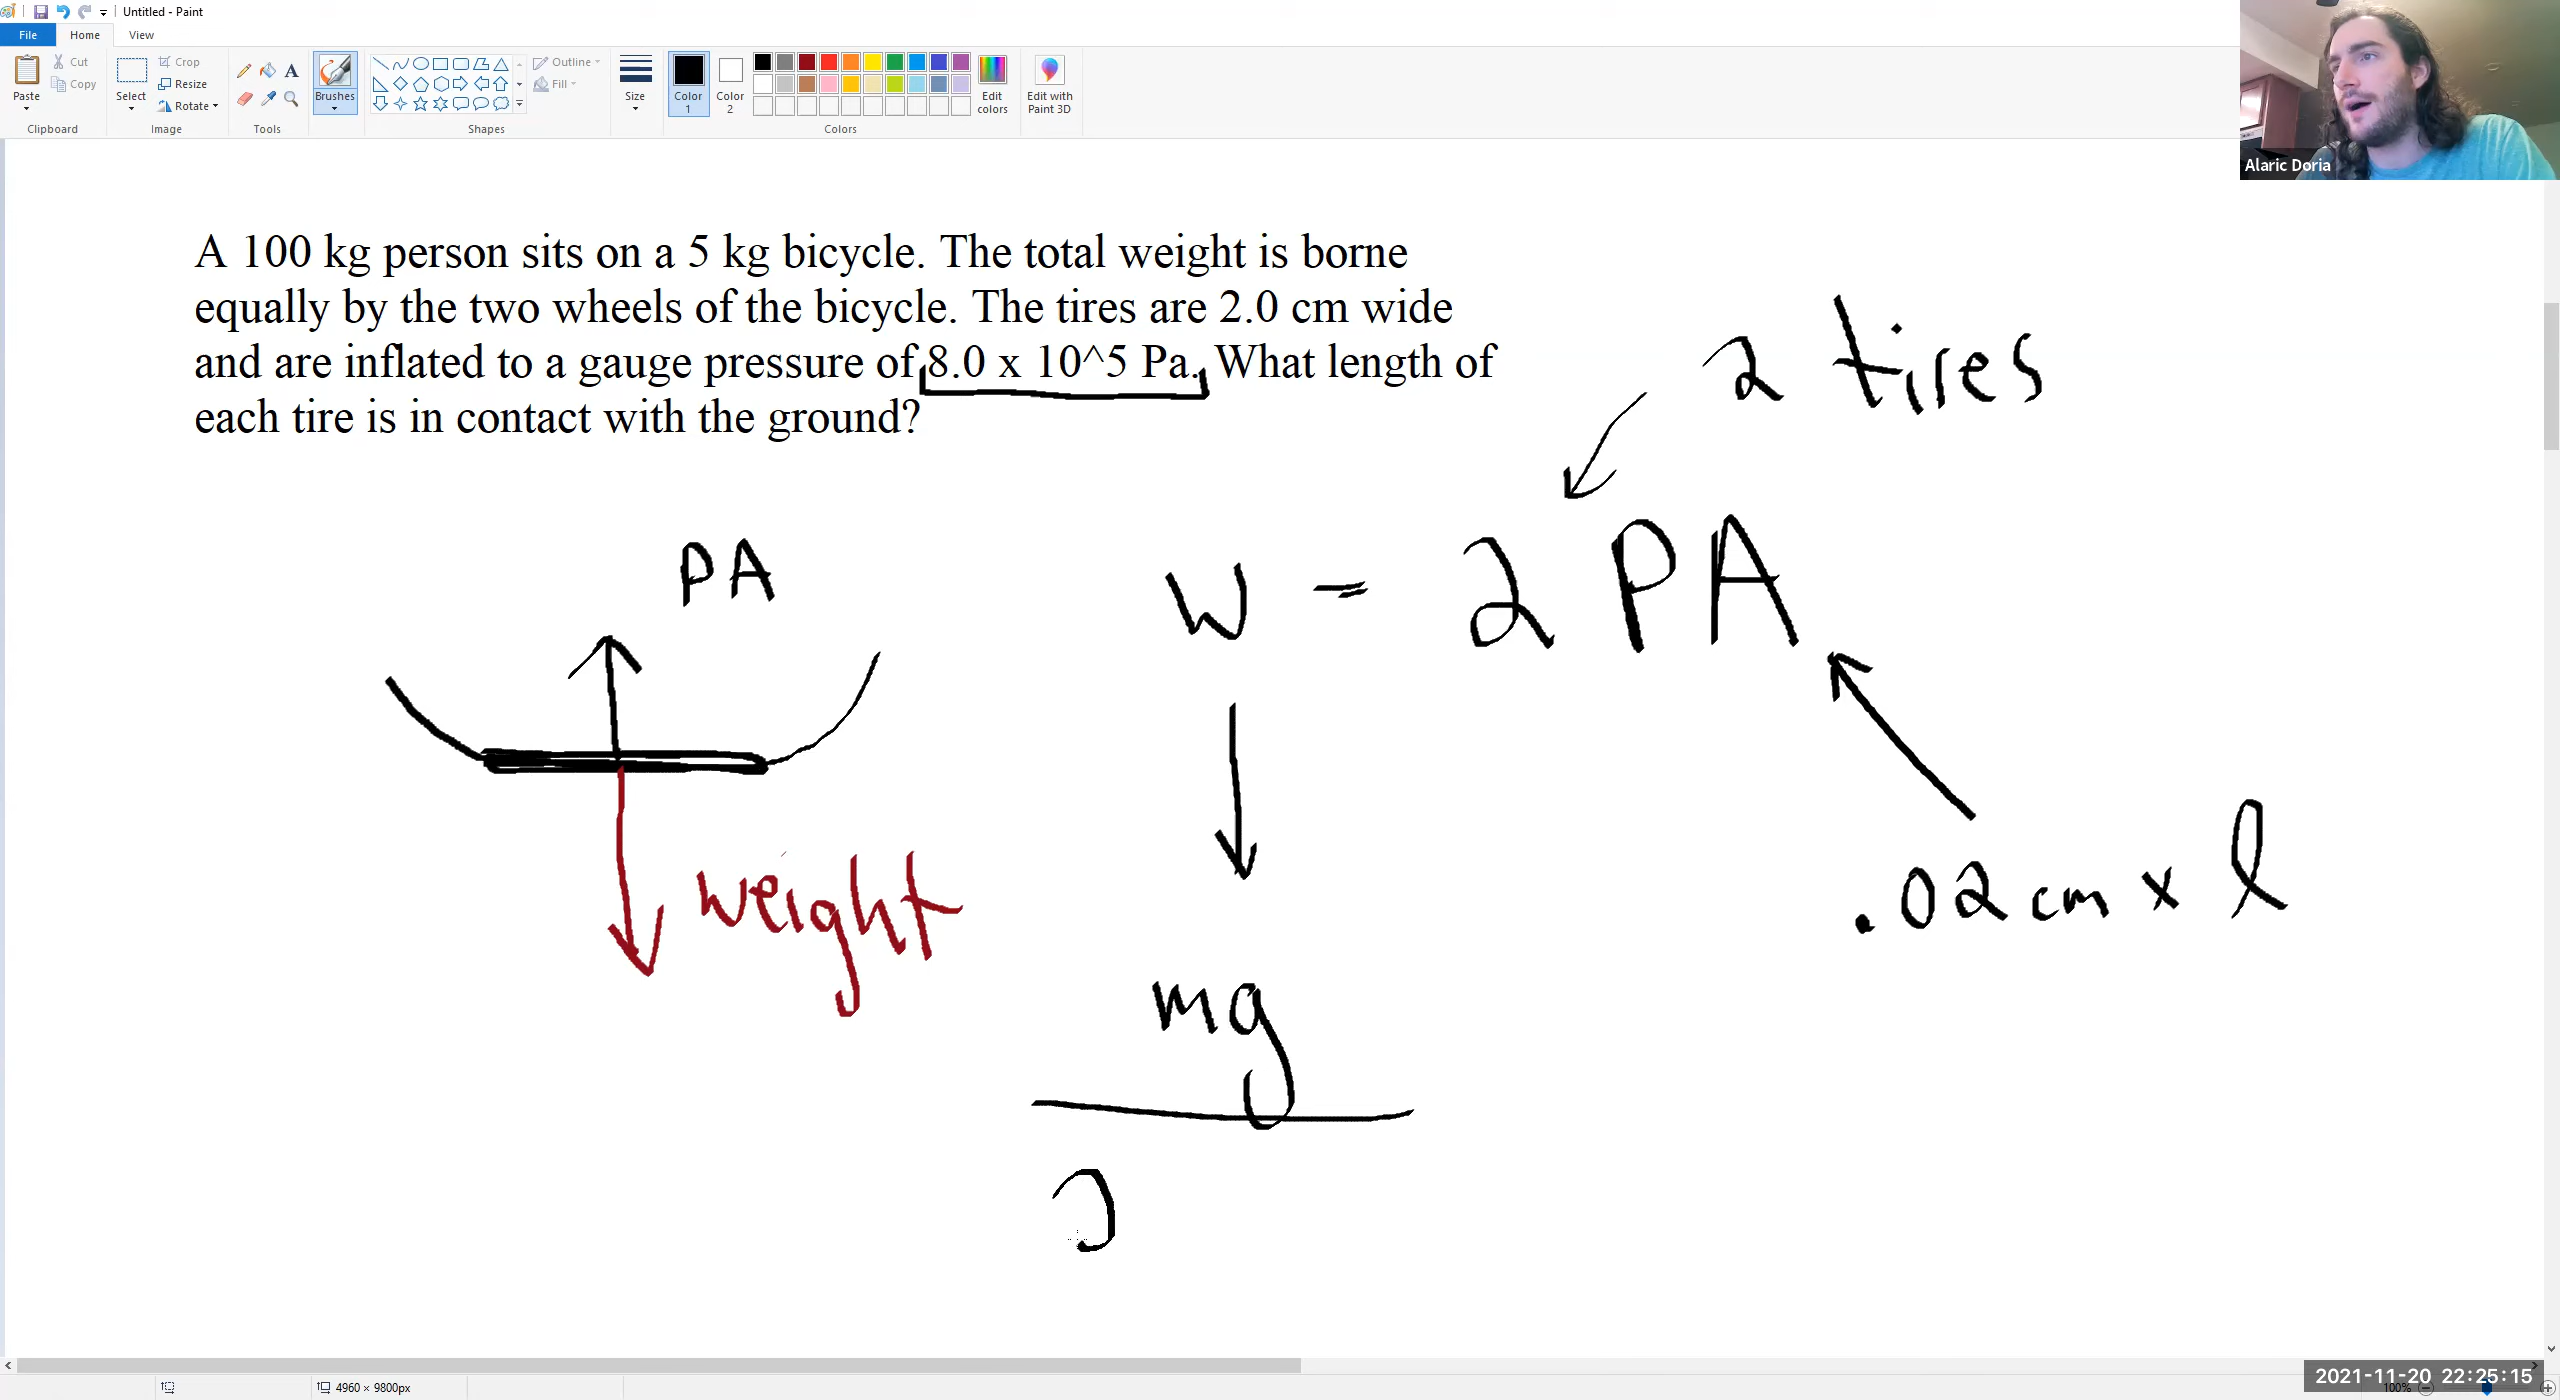 Untitled - Paint
File Home View
Paste
Cut
Copy
Clipboard
Select
Crop
Resize
Rotate
Image
Tools
Brushes
Shapes
Outline
Fill
Size
Color 1
Color 2
Colors
Edit colors
Edit with Paint 3D
Alaric Doria
A 100 kg person sits on a 5 kg bicycle. The total weight is borne
equally by the two wheels of the bicycle. The tires are 2.0 cm wide
and are inflated to a gauge pressure of 8.0 x 10^5 Pa. What length of
each tire is in contact with the ground?
2 tires
PA
W = 2 PA
weight
.02 cm x l
mg
4960 × 9800px
100%
2021-11-20 22:25:15